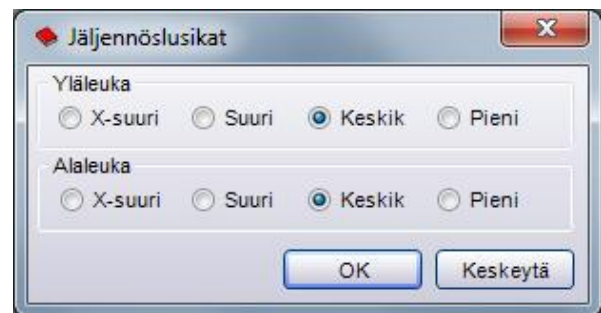 Jäljennöslusikat
Yläleuka
X-suuri Suuri Keskik Pieni
Alaleuka
X-suuri Suuri Keskik Pieni
OK Keskeytä